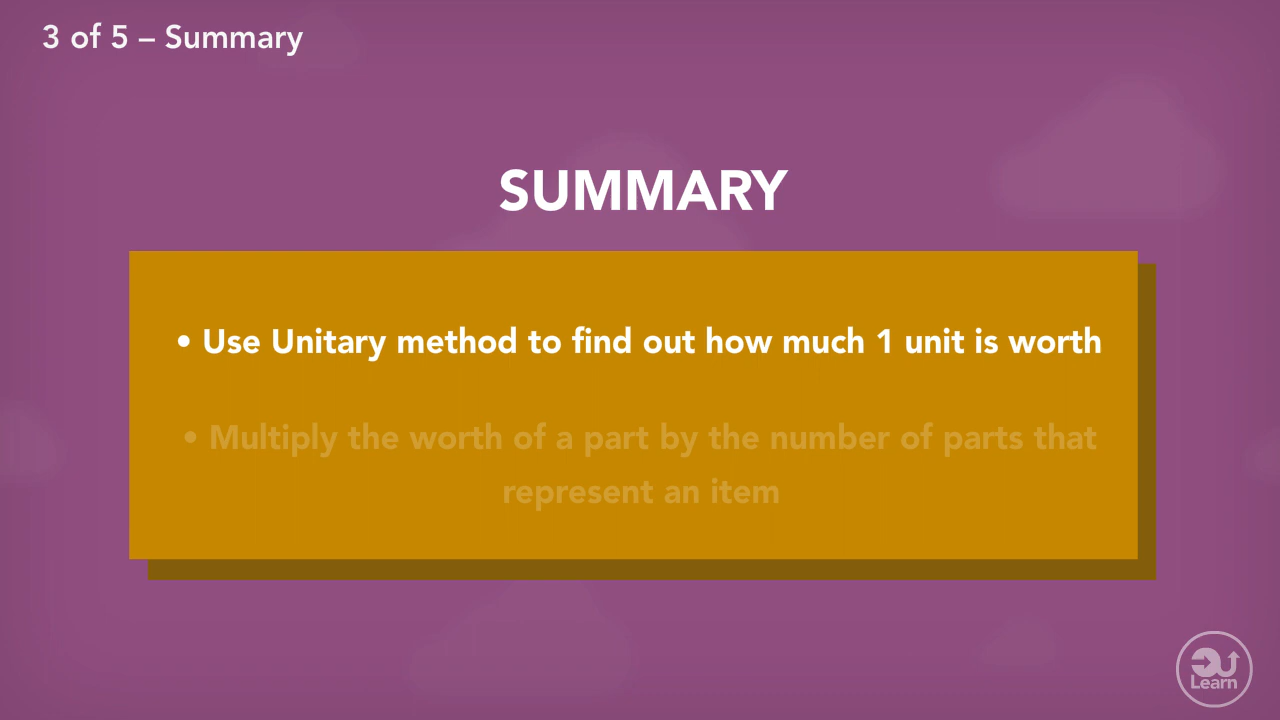 3 of 5 – Summary
SUMMARY
• Use Unitary method to find out how much 1 unit is worth
• Multiply the worth of a part by the number of parts that
represent an item
Learn